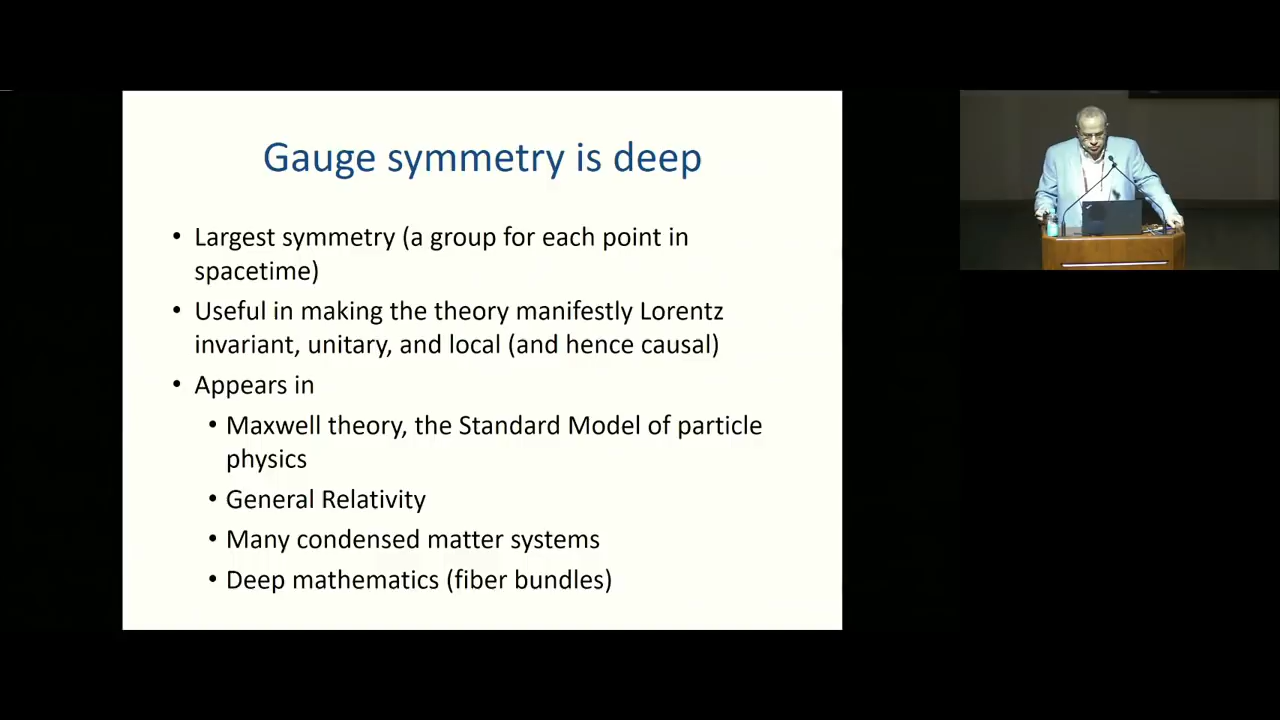 Gauge symmetry is deep
• Largest symmetry (a group for each point in
spacetime)
• Useful in making the theory manifestly Lorentz
invariant, unitary, and local (and hence causal)
• Appears in
• Maxwell theory, the Standard Model of particle
physics
• General Relativity
• Many condensed matter systems
• Deep mathematics (fiber bundles)